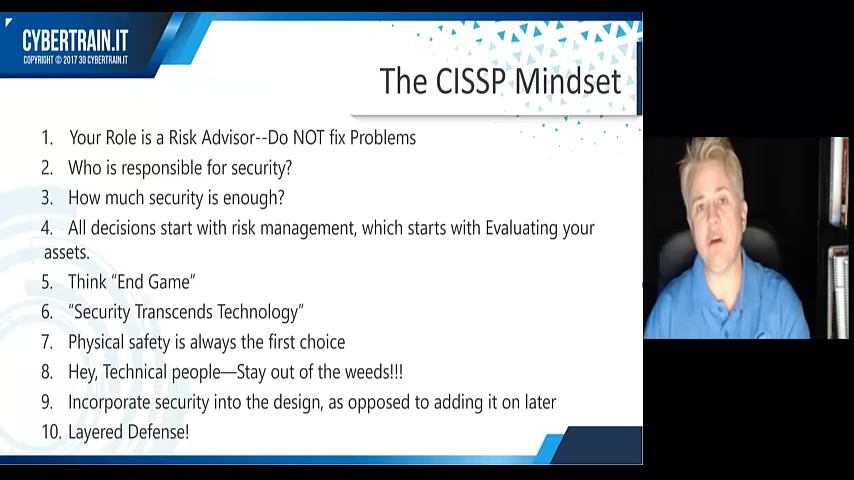 CYBERTRAIN.IT
COPYRIGHT © 2017 30 CYBERTRAIN.IT
The CISSP Mindset
1. Your Role is a Risk Advisor--Do NOT fix Problems
2. Who is responsible for security?
3. How much security is enough?
4. All decisions start with risk management, which starts with Evaluating your
assets.
5. Think “End Game”
6. “Security Transcends Technology”
7. Physical safety is always the first choice
8. Hey, Technical people—Stay out of the weeds!!!
9. Incorporate security into the design, as opposed to adding it on later
10. Layered Defense!